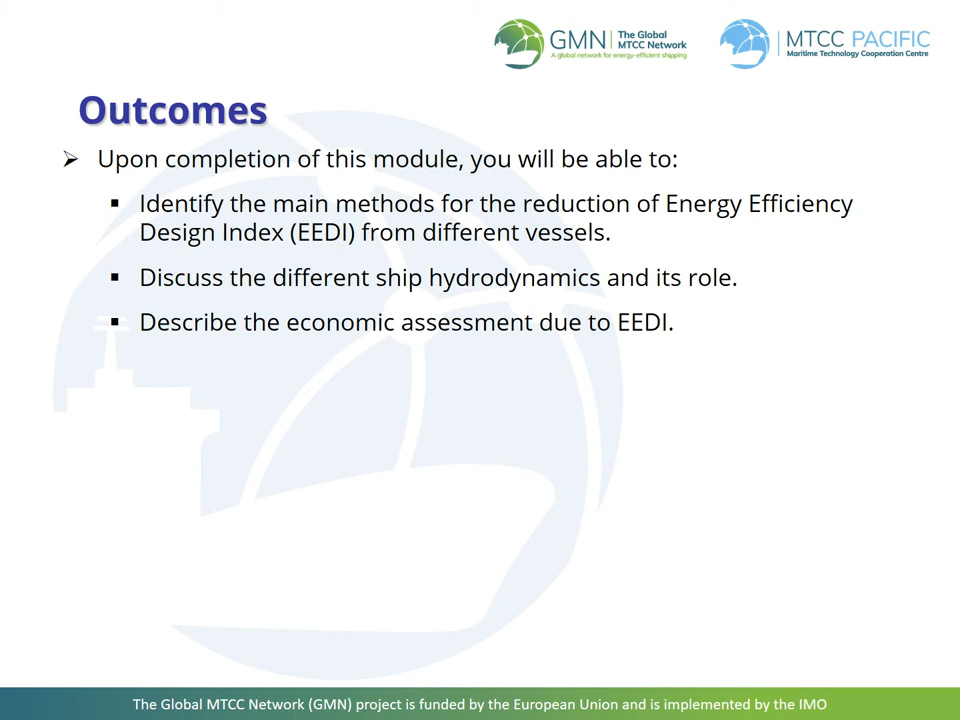 GMN
The Global
MTCC Network
A global network for energy-efficient shipping
MTCC PACIFIC
Maritime Technology Cooperation Centre
Outcomes
Upon completion of this module, you will be able to:
Identify the main methods for the reduction of Energy Efficiency
Design Index (EEDI) from different vessels.
Discuss the different ship hydrodynamics and its role.
Describe the economic assessment due to EEDI.
The Global MTCC Network (GMN) project is funded by the European Union and is implemented by the IMO